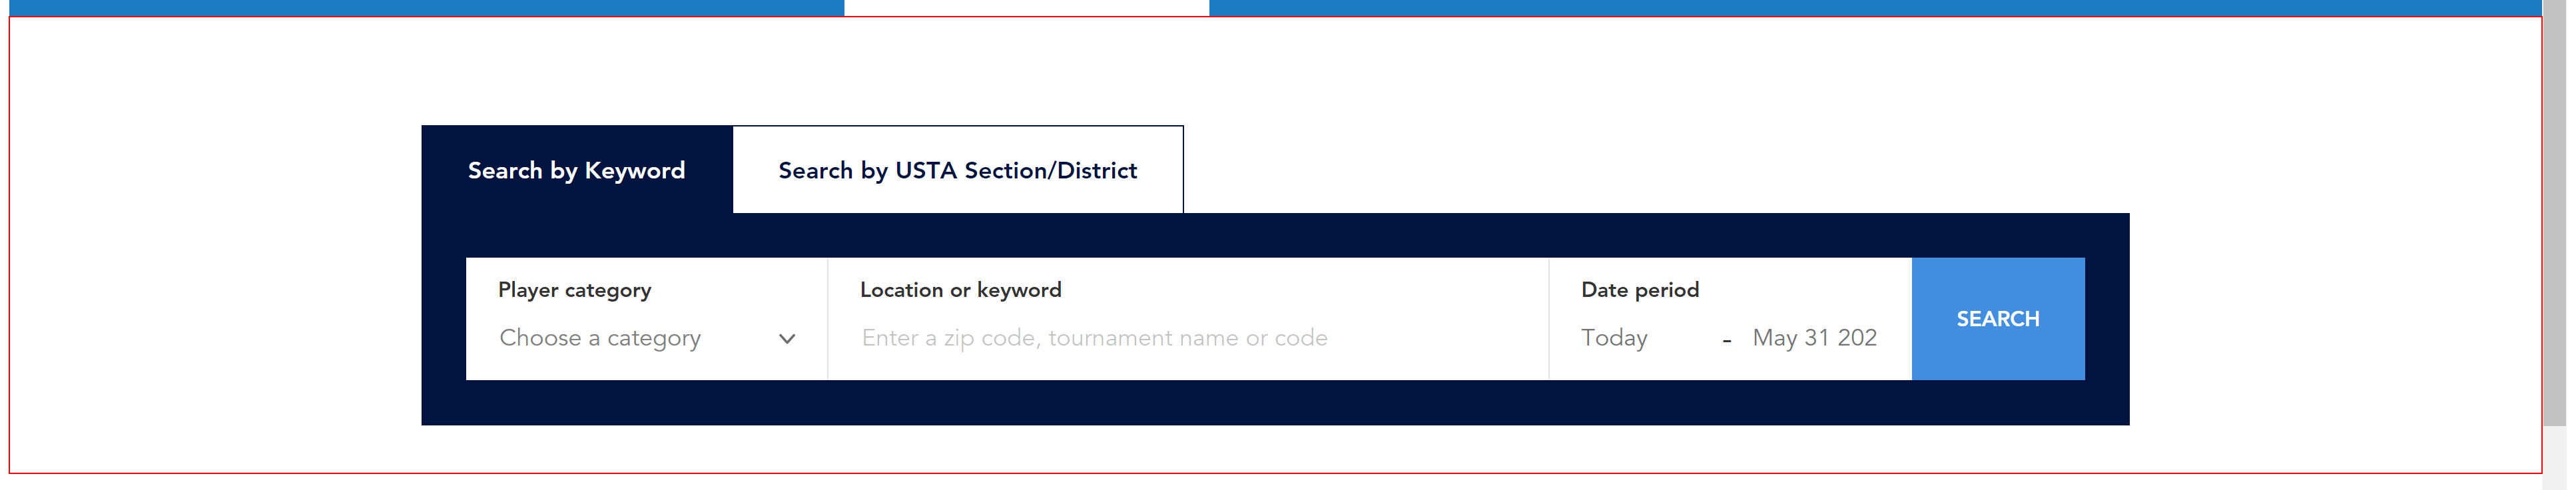 Search by Keyword
Search by USTA Section/District
Player category
Location or keyword
Date period
Choose a category
Enter a zip code, tournament name or code
Today - May 31 202
SEARCH